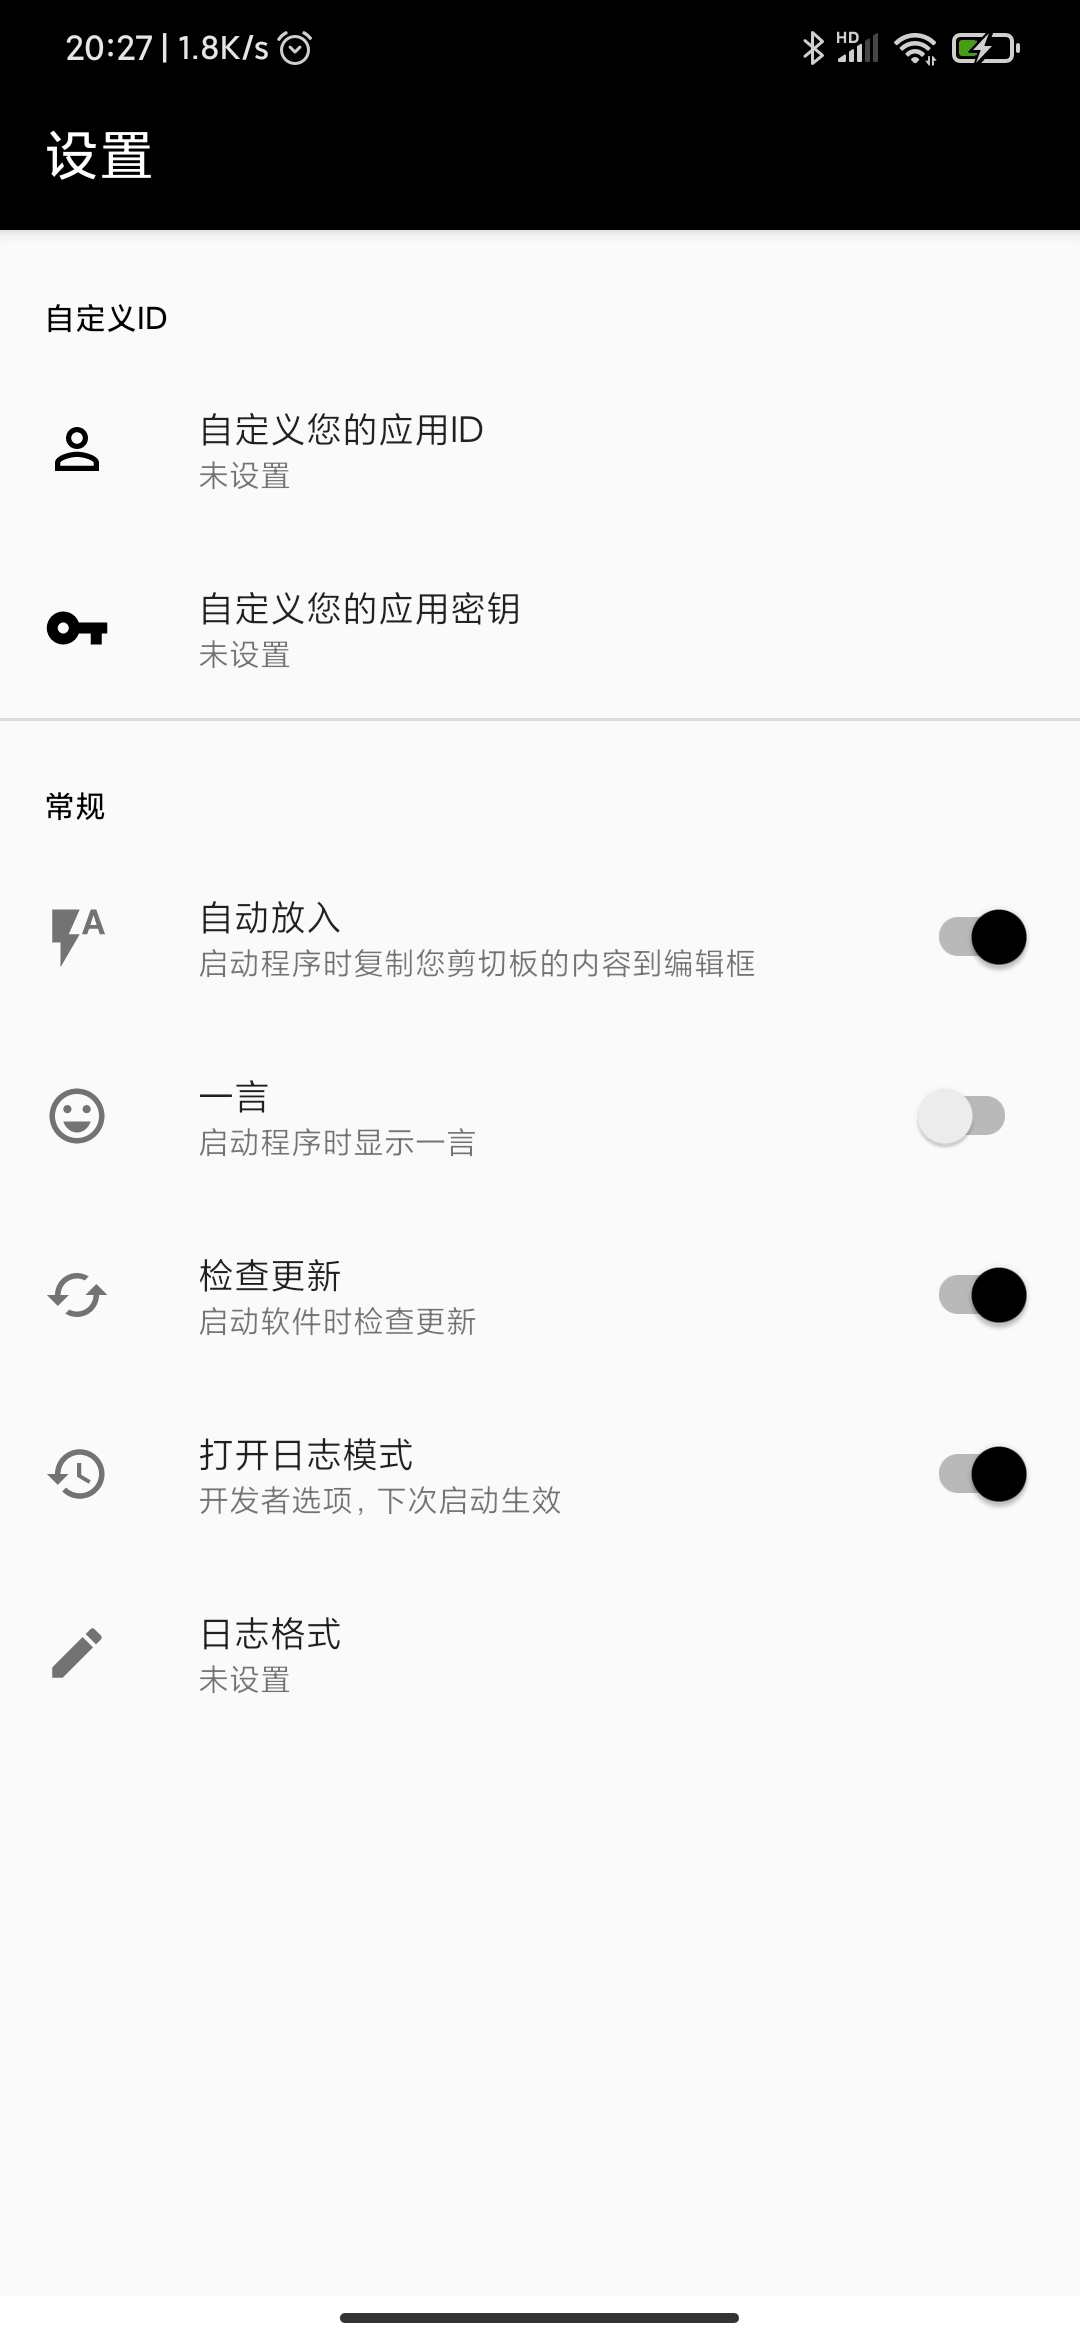 20:27 | 1.8K/s
HD
设置
自定义ID
自定义您的应用ID
未设置
自定义您的应用密钥
未设置
常规
A
自动放入
启动程序时复制您剪切板的内容到编辑框
一言
启动程序时显示一言
检查更新
启动软件时检查更新
打开日志模式
开发者选项，下次启动生效
日志格式
未设置